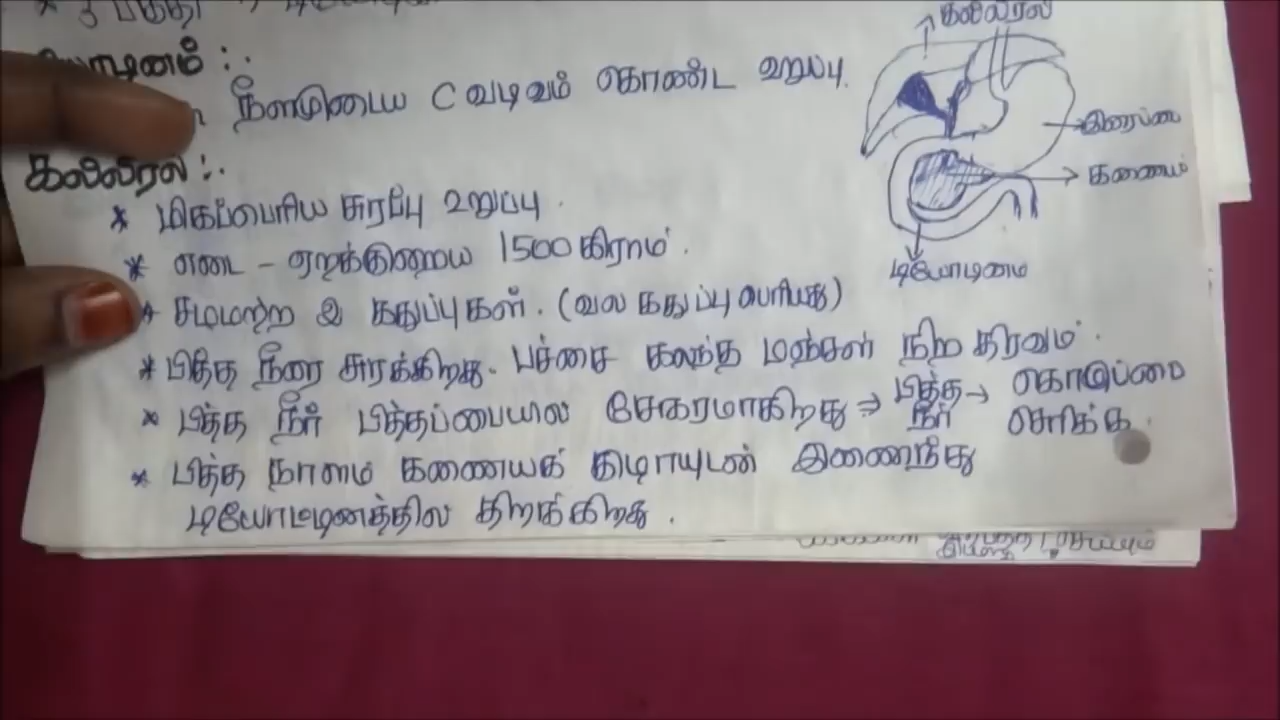 கல்லீரல்
நீளமுடைய C வடிவம் கொண்ட உறுப்பு.
இரைப்பை
கணையம்
டியோடினம்
கல்லீரல் :.
* மிகப்பெரிய சுரப்பு உறுப்பு.
* எடை - ஏறக்குறைய 1500 கிராம்.
* சமமற்ற 2 கதுப்புகள். (வல கதுப்பு பெரியது)
* பித்த நீரை சுரக்கிறது. பச்சை கலந்த மஞ்சள் நிற திரவம்.
* பித்த நீர் பித்தப்பையில் சேகரமாகிறது ⇒ பித்த நீர் → கொழுப்பை செரிக்க.
* பித்த நாளம் கணையக் குழாயுடன் இணைந்து
டியோடினத்தில் திறக்கிறது.